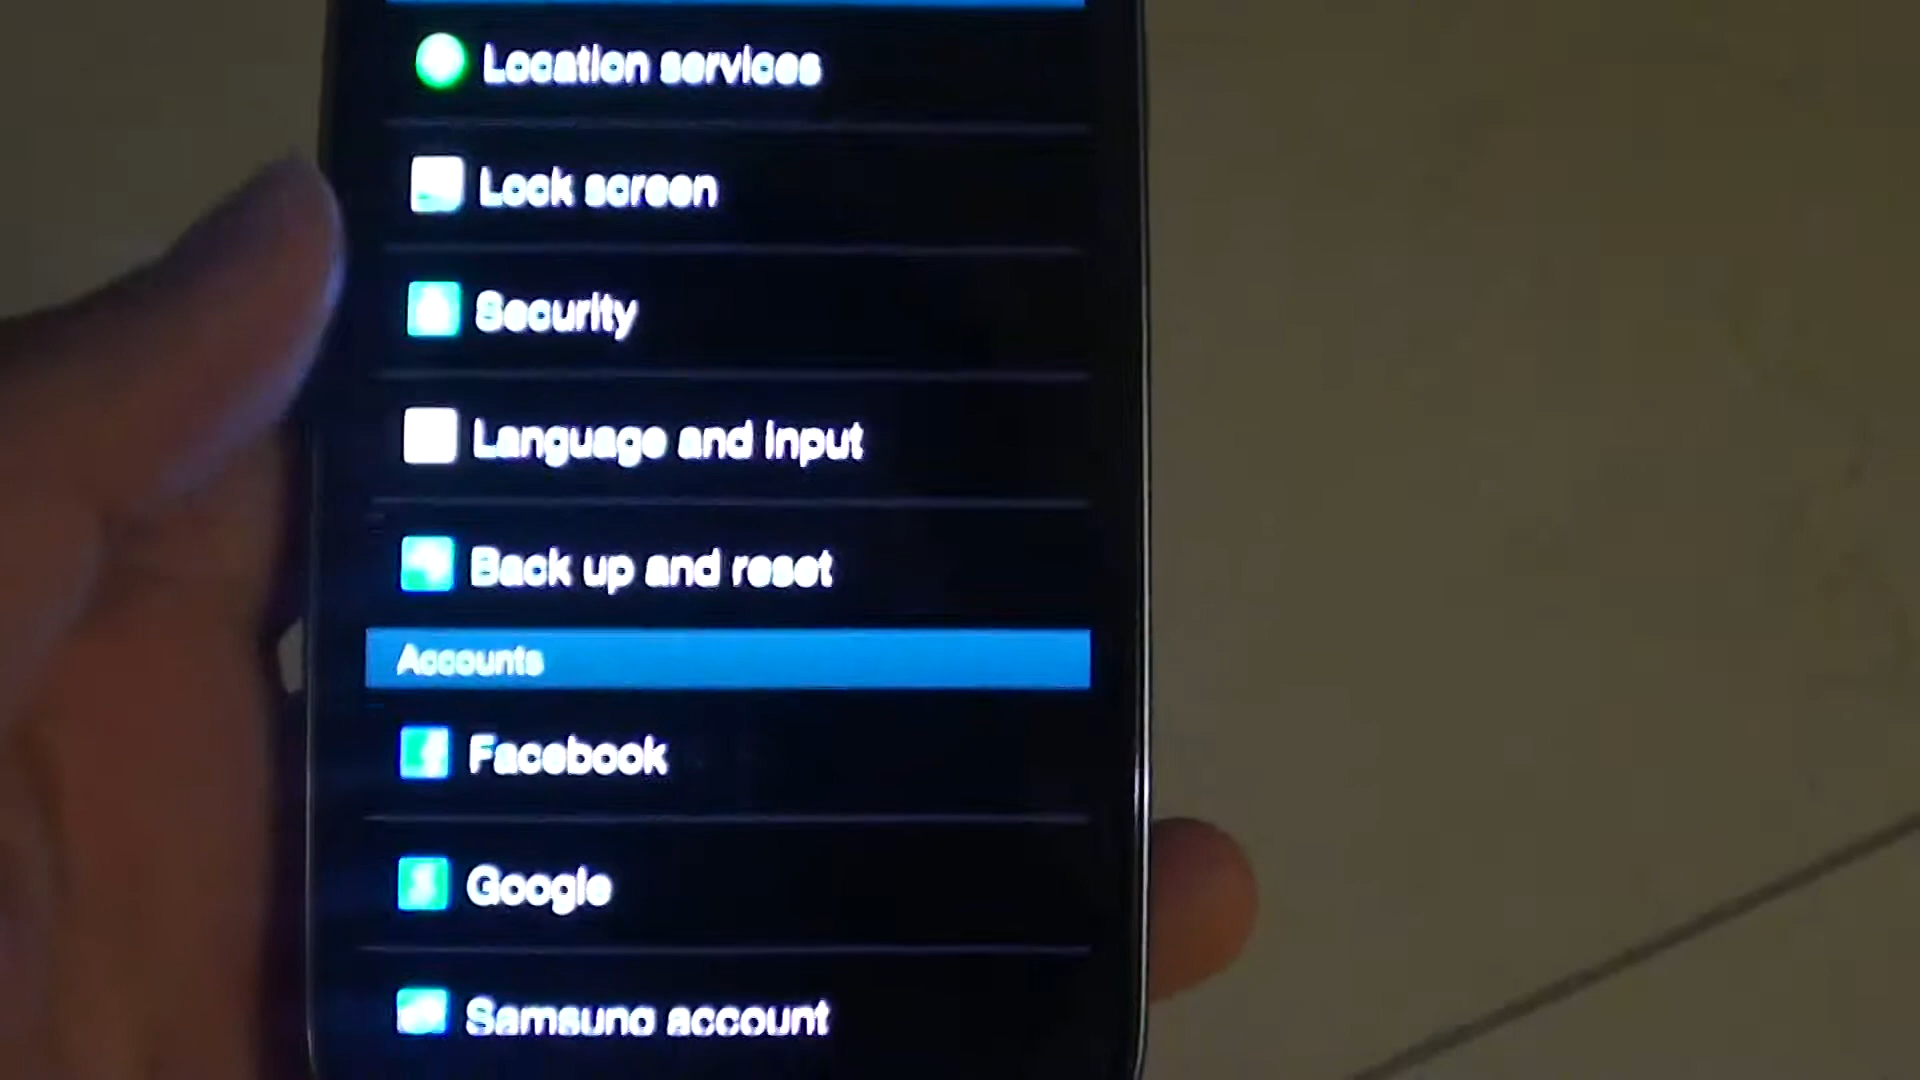 Location services
Lock screen
Security
Language and input
Back up and reset
Accounts
Facebook
Google
Samsung account